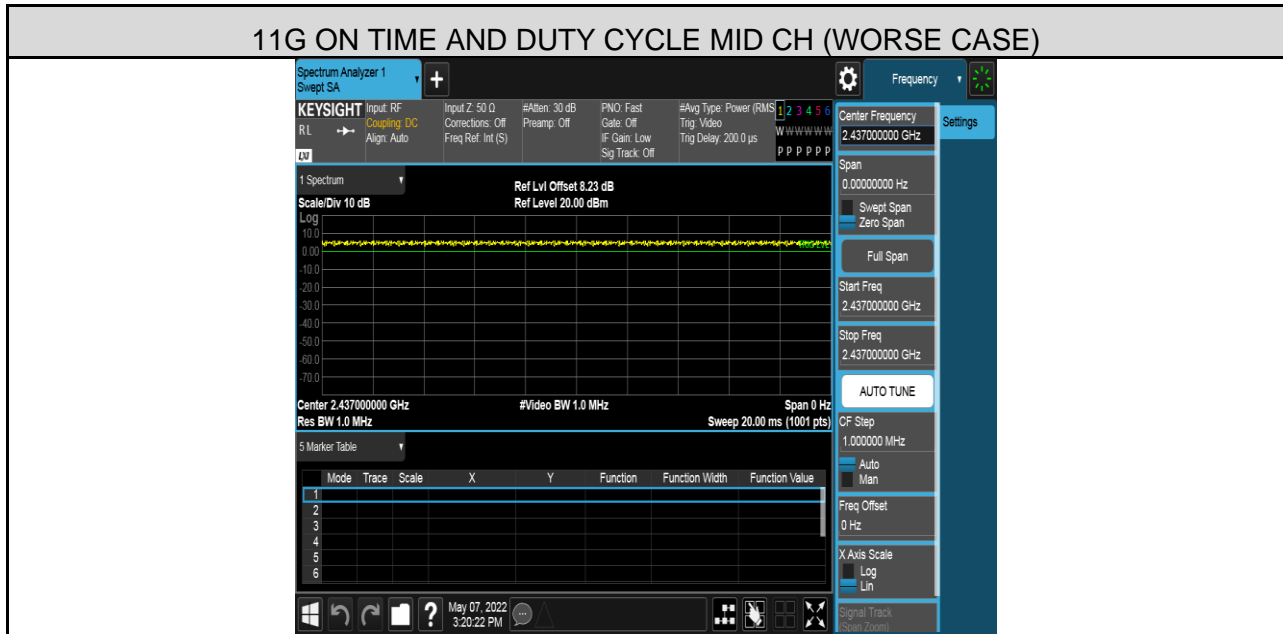 11G ON TIME AND DUTY CYCLE MID CH (WORSE CASE)
Spectrum Analyzer 1
Swept SA
+
Frequency
KEYSIGHT
RL
LXI
Input: RF
Coupling: DC
Align: Auto
Input Z: 50 Ω
Corrections: Off
Freq Ref: Int (S)
#Atten: 30 dB
Preamp: Off
PNO: Fast
Gate: Off
IF Gain: Low
Sig Track: Off
#Avg Type: Power (RMS
Trig: Video
Trig Delay: 200.0 µs
1 2 3 4 5 6
W W W W W W
P P P P P P
1 Spectrum
Scale/Div 10 dB
Ref Lvl Offset 8.23 dB
Ref Level 20.00 dBm
Log
10.0
0.00
-10.0
-20.0
-30.0
-40.0
-50.0
-60.0
-70.0
Center 2.437000000 GHz
#Video BW 1.0 MHz
Span 0 Hz
Res BW 1.0 MHz
Sweep 20.00 ms (1001 pts)
5 Marker Table
Mode Trace Scale X Y Function Function Width Function Value
1
2
3
4
5
6
May 07, 2022
3:20:22 PM
Center Frequency
2.437000000 GHz
Settings
Span
0.00000000 Hz
Swept Span
Zero Span
Full Span
Start Freq
2.437000000 GHz
Stop Freq
2.437000000 GHz
AUTO TUNE
CF Step
1.000000 MHz
Auto
Man
Freq Offset
0 Hz
X Axis Scale
Log
Lin
Signal Track
(Span Zoom)